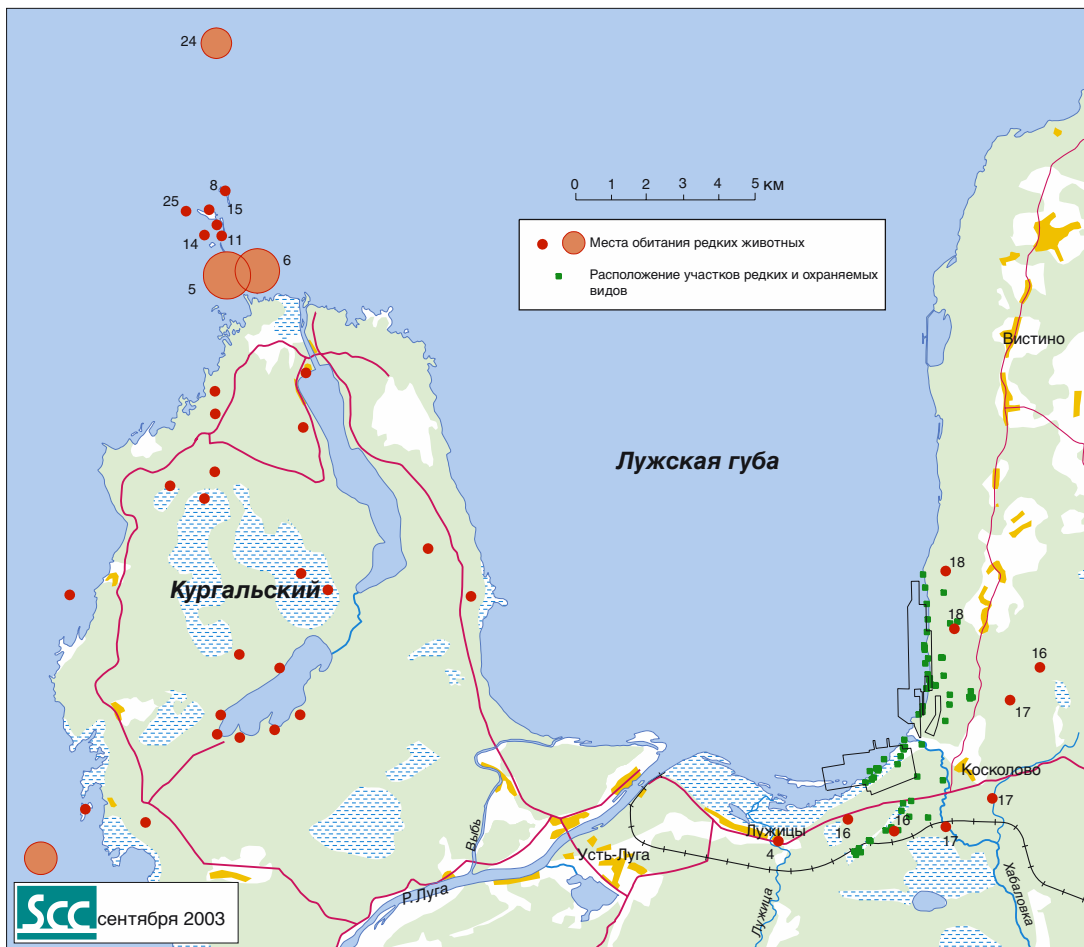 24
8
25
15
14
11
6
5
0 1 2 3 4 5 км
Места обитания редких животных
Расположение участков редких и охраняемых
видов
Вистино
Лужская губа
Кургальский
18
18
16
17
Косколово
17
16
16
17
Лужицы
4
Усть-Луга
Выбь
Р. Луга
Лужица
Хабаловка
SCC сентября 2003